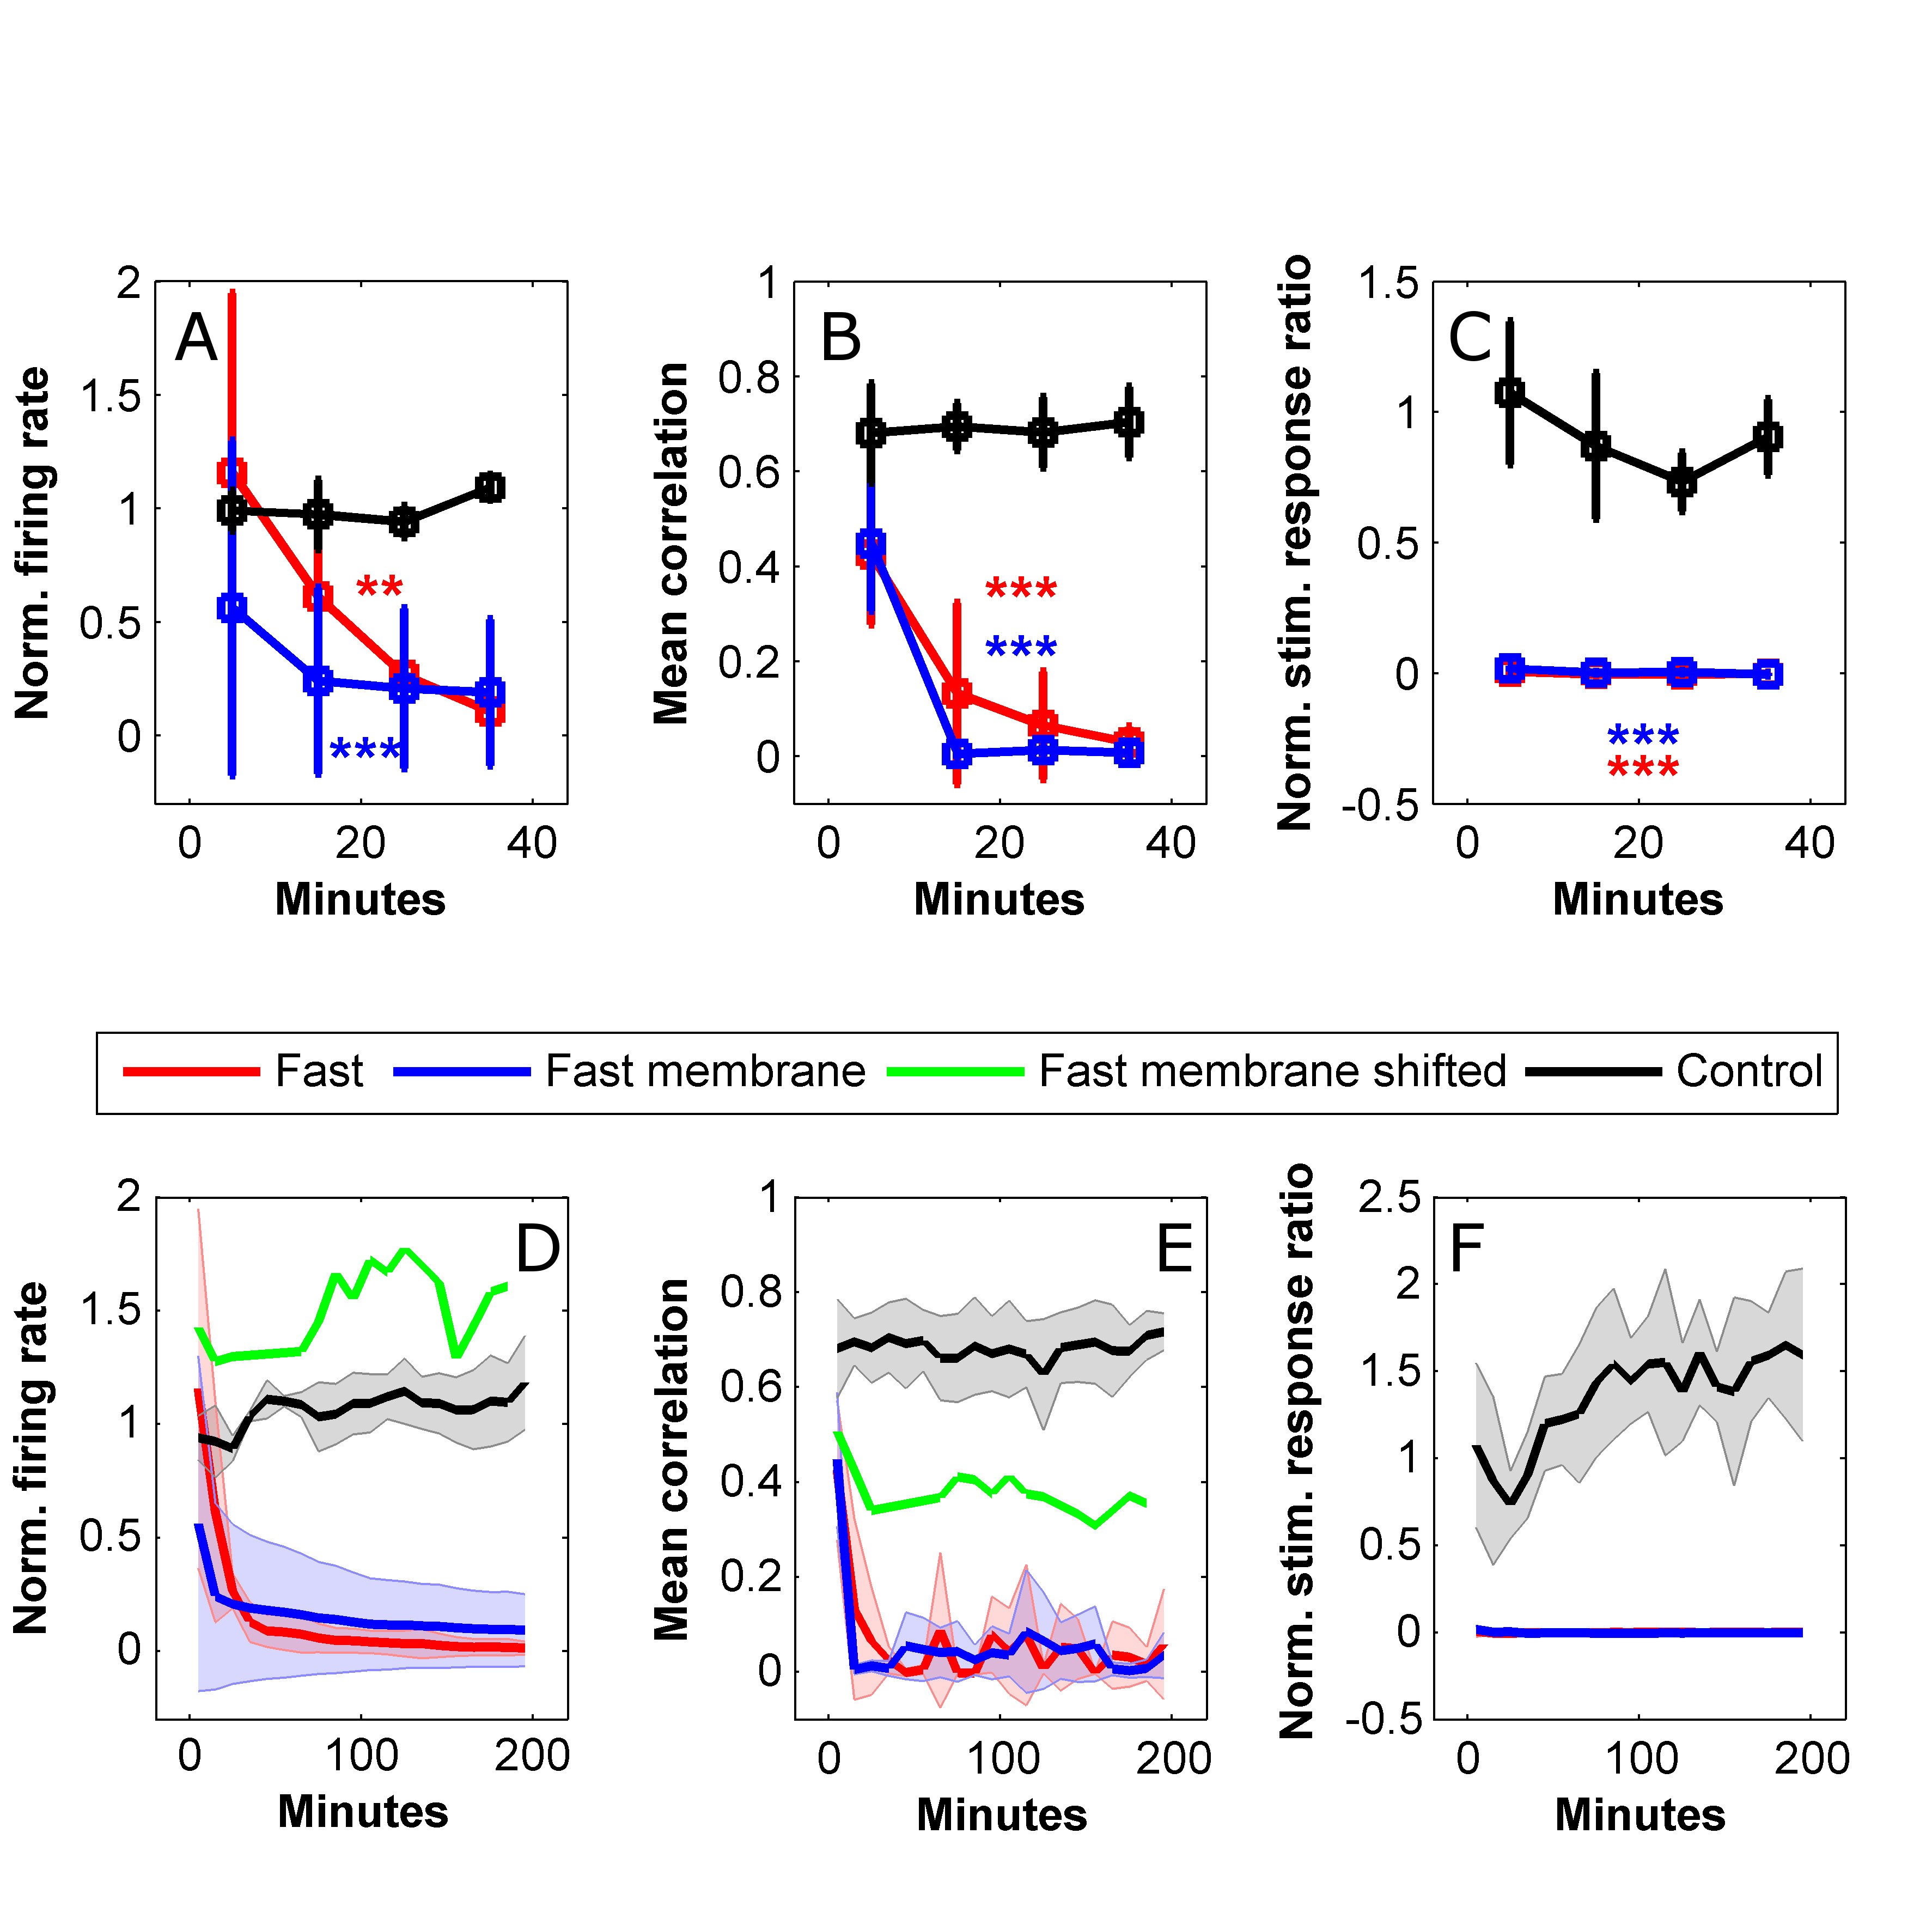 A
Norm. firing rate
2
1.5
1
0.5
0
**
***
0 20 40
Minutes
B
Mean correlation
1
0.8
0.6
0.4
0.2
0
***
***
0 20 40
Minutes
C
Norm. stim. response ratio
1.5
1
0.5
0
-0.5
***
***
0 20 40
Minutes
Fast Fast membrane Fast membrane shifted Control
D
Norm. firing rate
2
1.5
1
0.5
0
0 100 200
Minutes
E
Mean correlation
1
0.8
0.6
0.4
0.2
0
0 100 200
Minutes
F
Norm. stim. response ratio
2.5
2
1.5
1
0.5
0
-0.5
0 100 200
Minutes